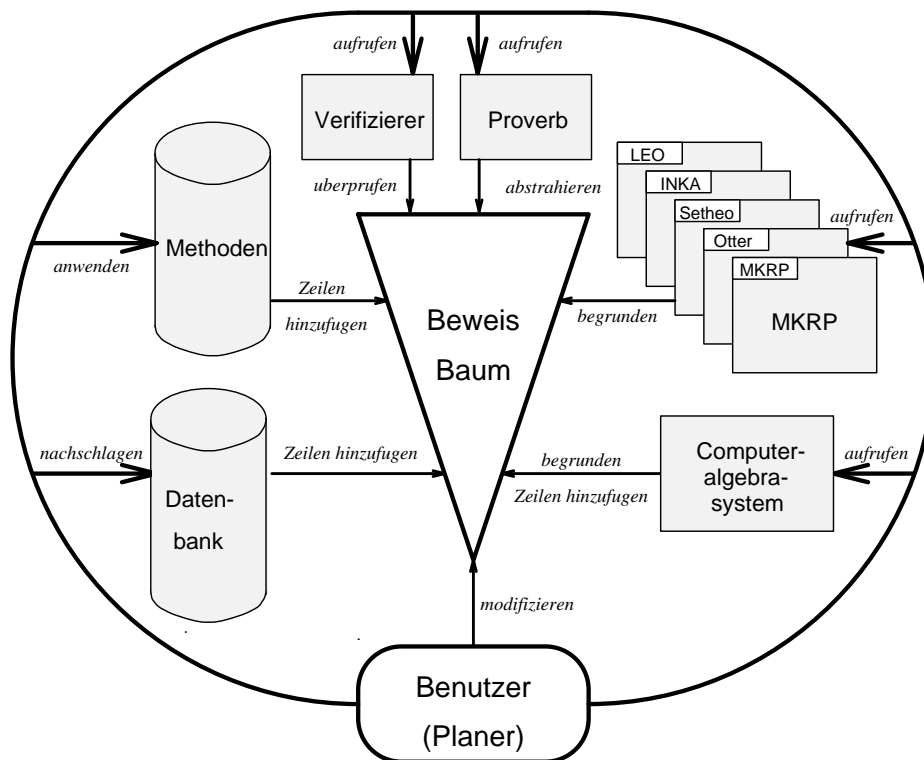 aufrufen
aufrufen
Verifizierer
Proverb
LEO
INKA
Setheo
Otter
MKRP
MKRP
uberprufen
abstrahieren
aufrufen
Methoden
anwenden
Zeilen
hinzufugen
Beweis
Baum
begrunden
nachschlagen
Daten-
bank
Zeilen hinzufugen
begrunden
Zeilen hinzufugen
Computer-
algebra-
system
aufrufen
modifizieren
Benutzer
(Planer)